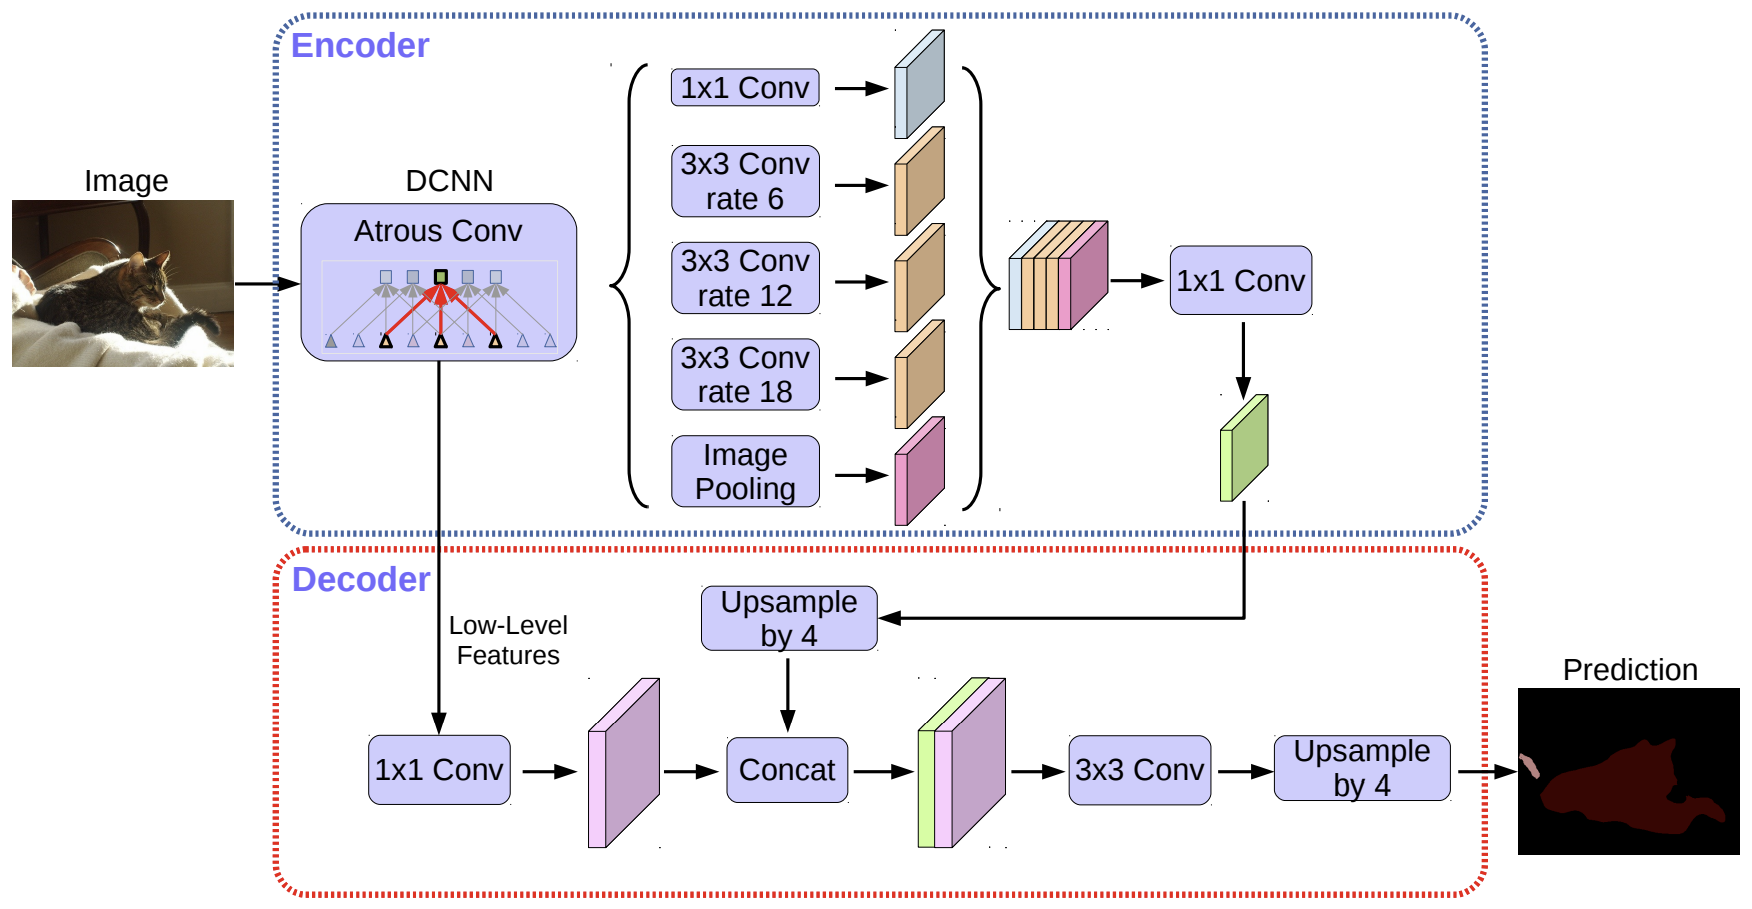 Encoder
Image
DCNN
Atrous Conv
1x1 Conv
3x3 Conv
rate 6
3x3 Conv
rate 12
3x3 Conv
rate 18
Image
Pooling
1x1 Conv
Decoder
Low-Level
Features
Upsample
by 4
1x1 Conv
Concat
3x3 Conv
Upsample
by 4
Prediction